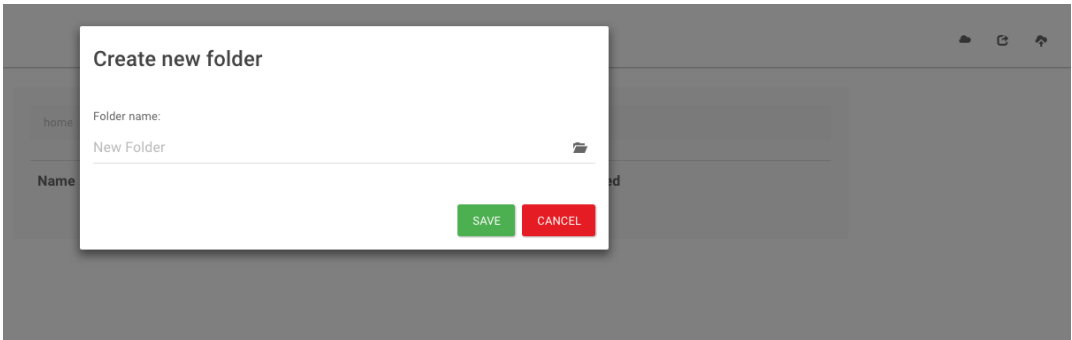 Create new folder
Folder name:
home
New Folder
Name
ed
SAVE CANCEL